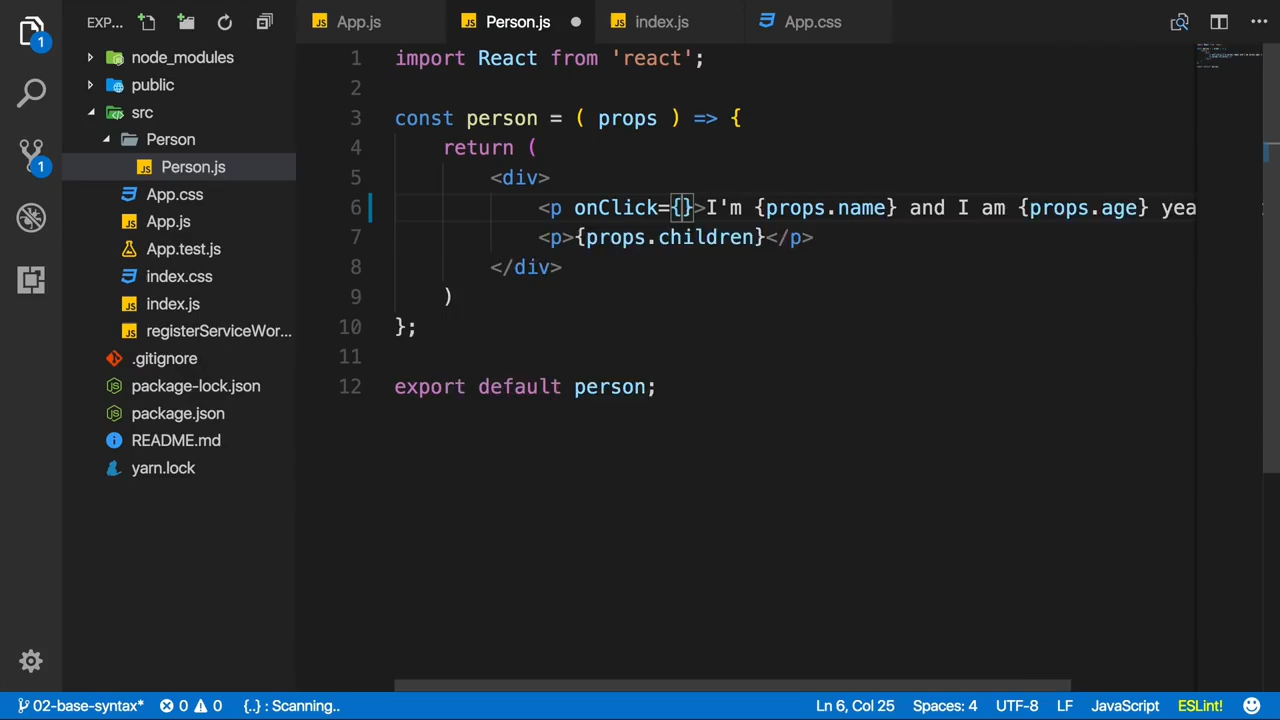 EXP...
App.js
Person.js
index.js
App.css
1
1
node_modules
public
src
Person
Person.js
App.css
App.js
App.test.js
index.css
index.js
registerServiceWor...
.gitignore
package-lock.json
package.json
README.md
yarn.lock
1 import React from 'react';
2
3 const person = ( props ) => {
4 return (
5 <div>
6 <p onClick={}>I'm {props.name} and I am {props.age} yea
7 <p>{props.children}</p>
8 </div>
9 )
10 };
11
12 export default person;
02-base-syntax* 0 0 {..} : Scanning.. Ln 6, Col 25 Spaces: 4 UTF-8 LF JavaScript ESLint!